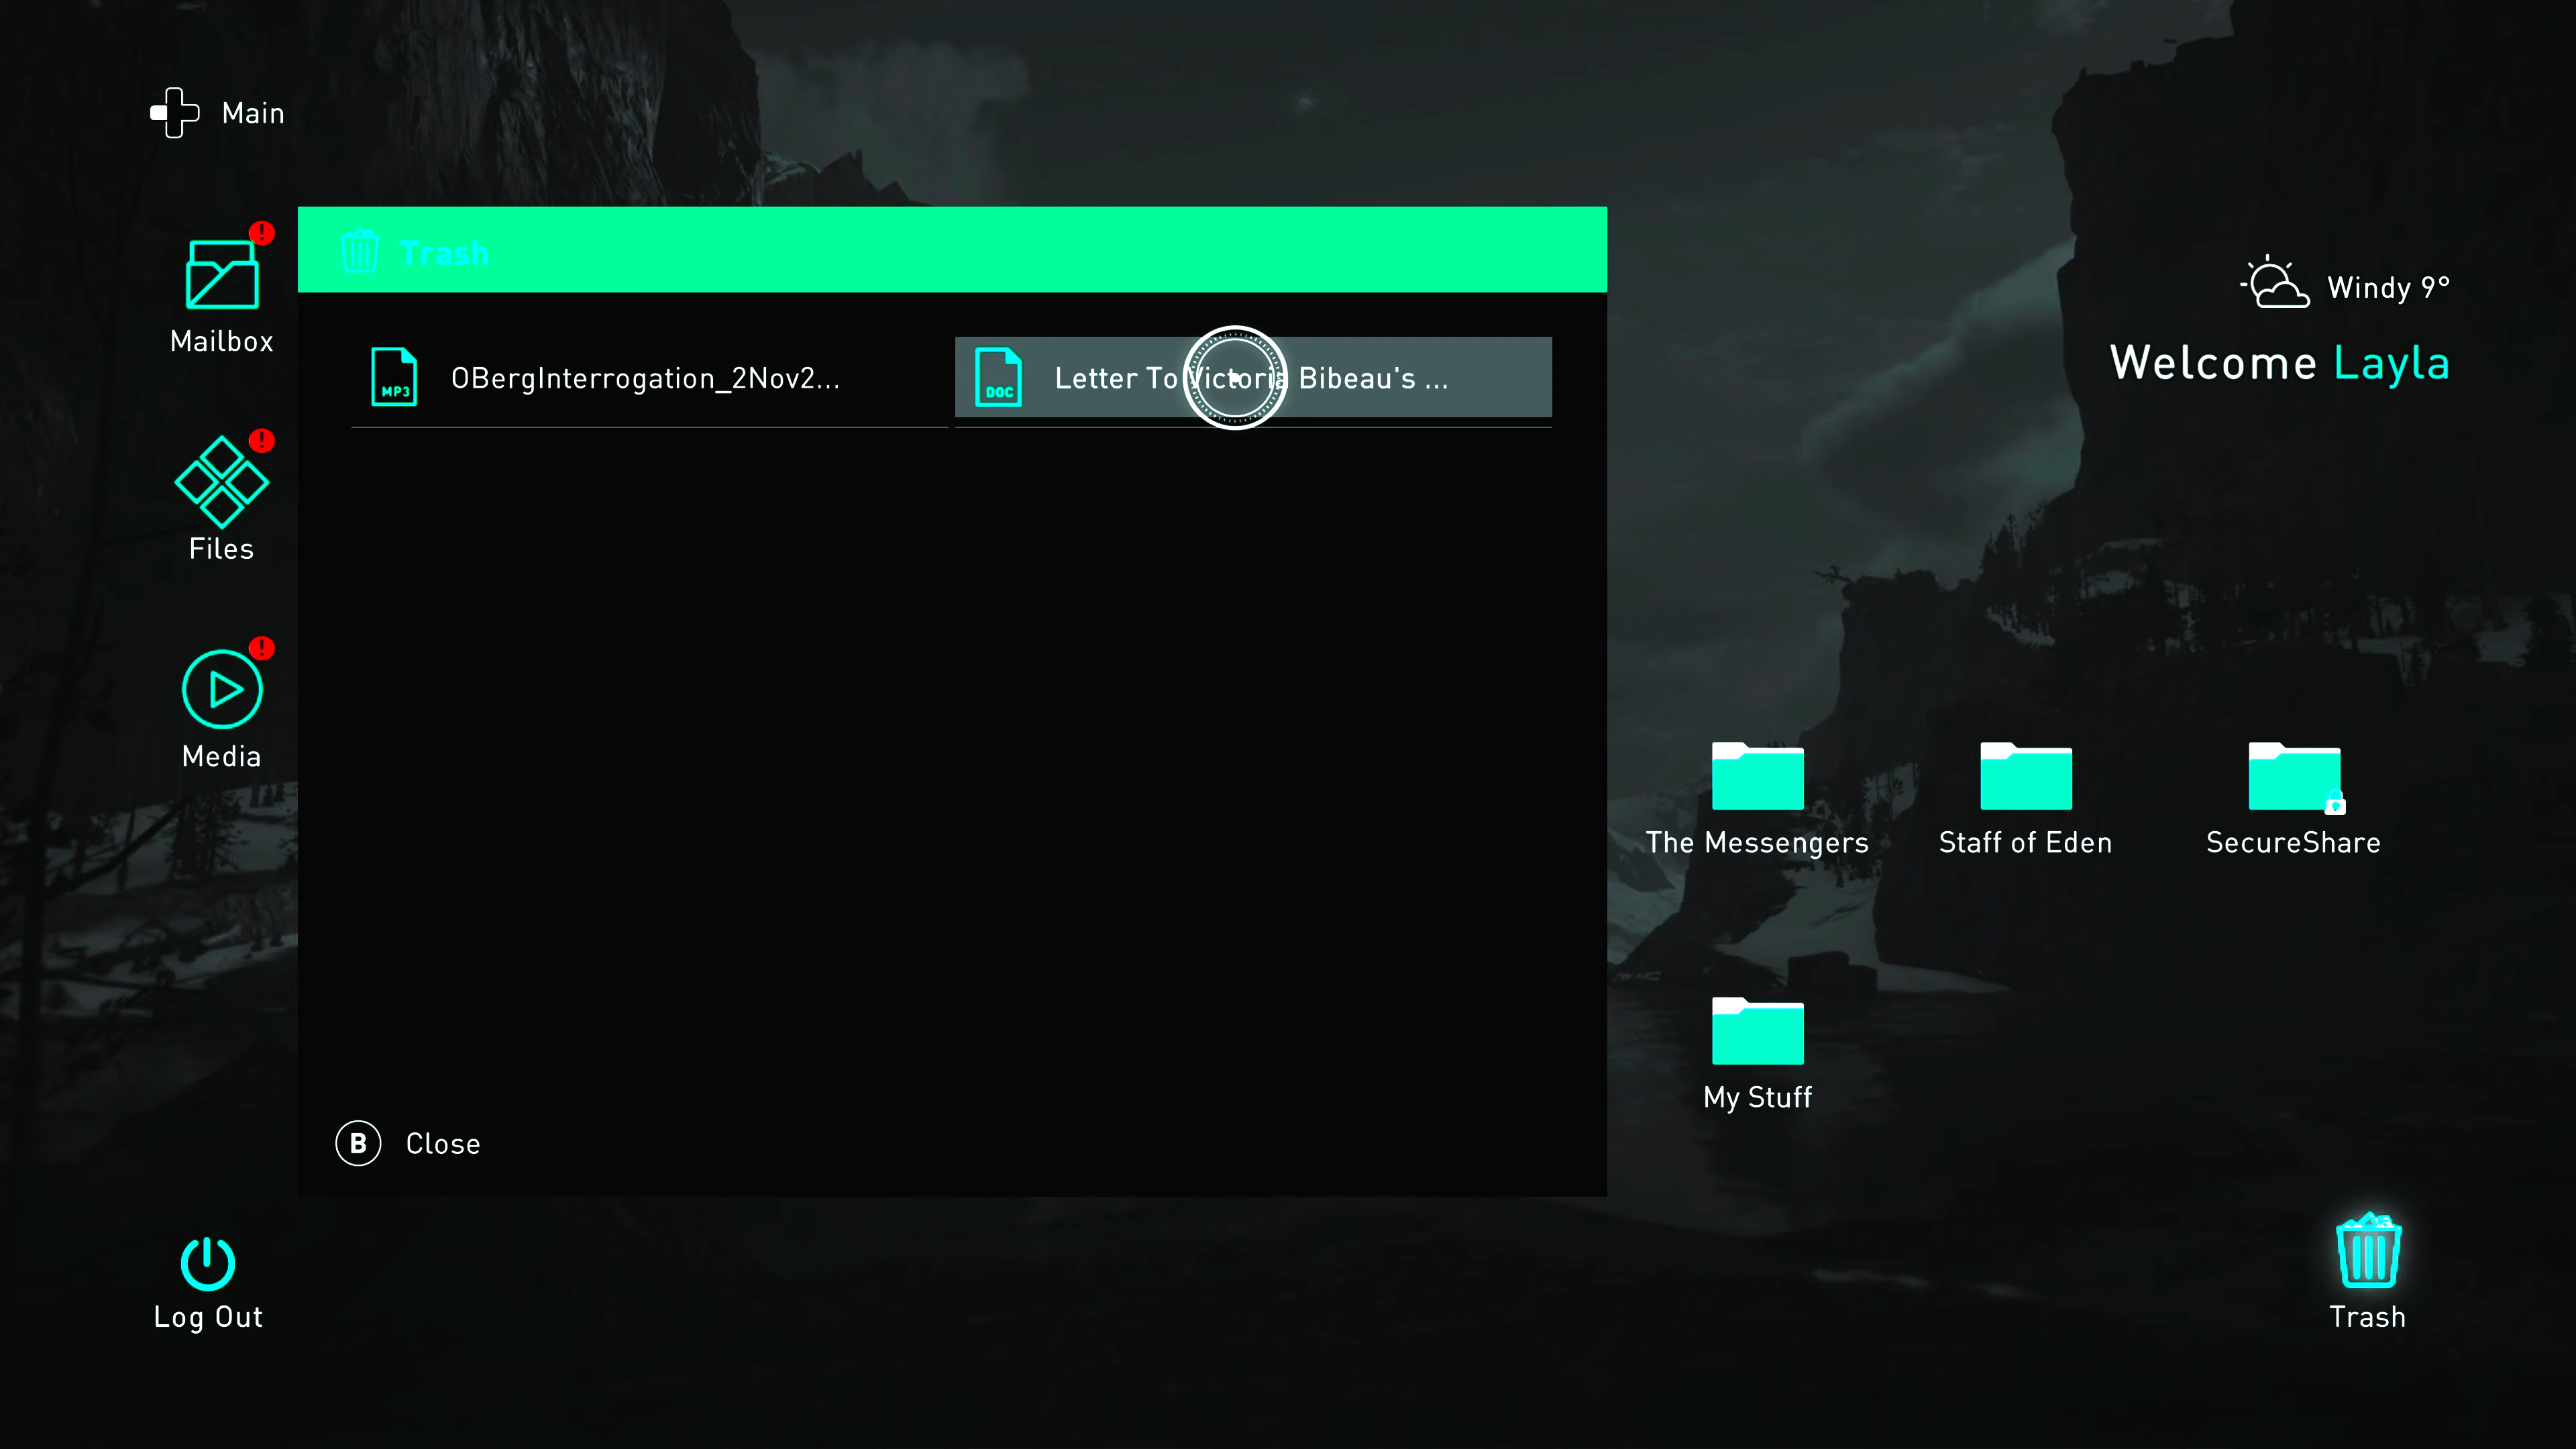 Main
Trash
Mailbox
Files
Media
MP3
OBergInterrogation_2Nov2...
DOC
Letter To Victoria Bibeau's ...
B Close
Windy 9°
Welcome Layla
The Messengers
Staff of Eden
SecureShare
My Stuff
Log Out
Trash